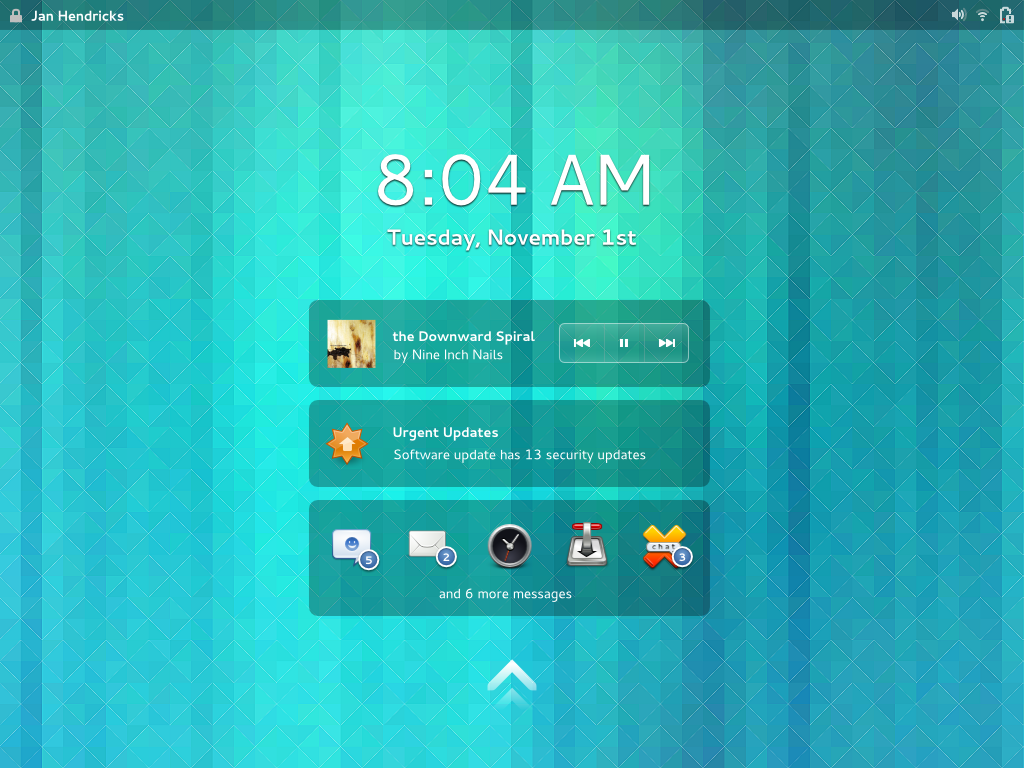 Jan Hendricks
8:04 AM
Tuesday, November 1st
the Downward Spiral
by Nine Inch Nails
Urgent Updates
Software update has 13 security updates
5
2
chat
3
and 6 more messages